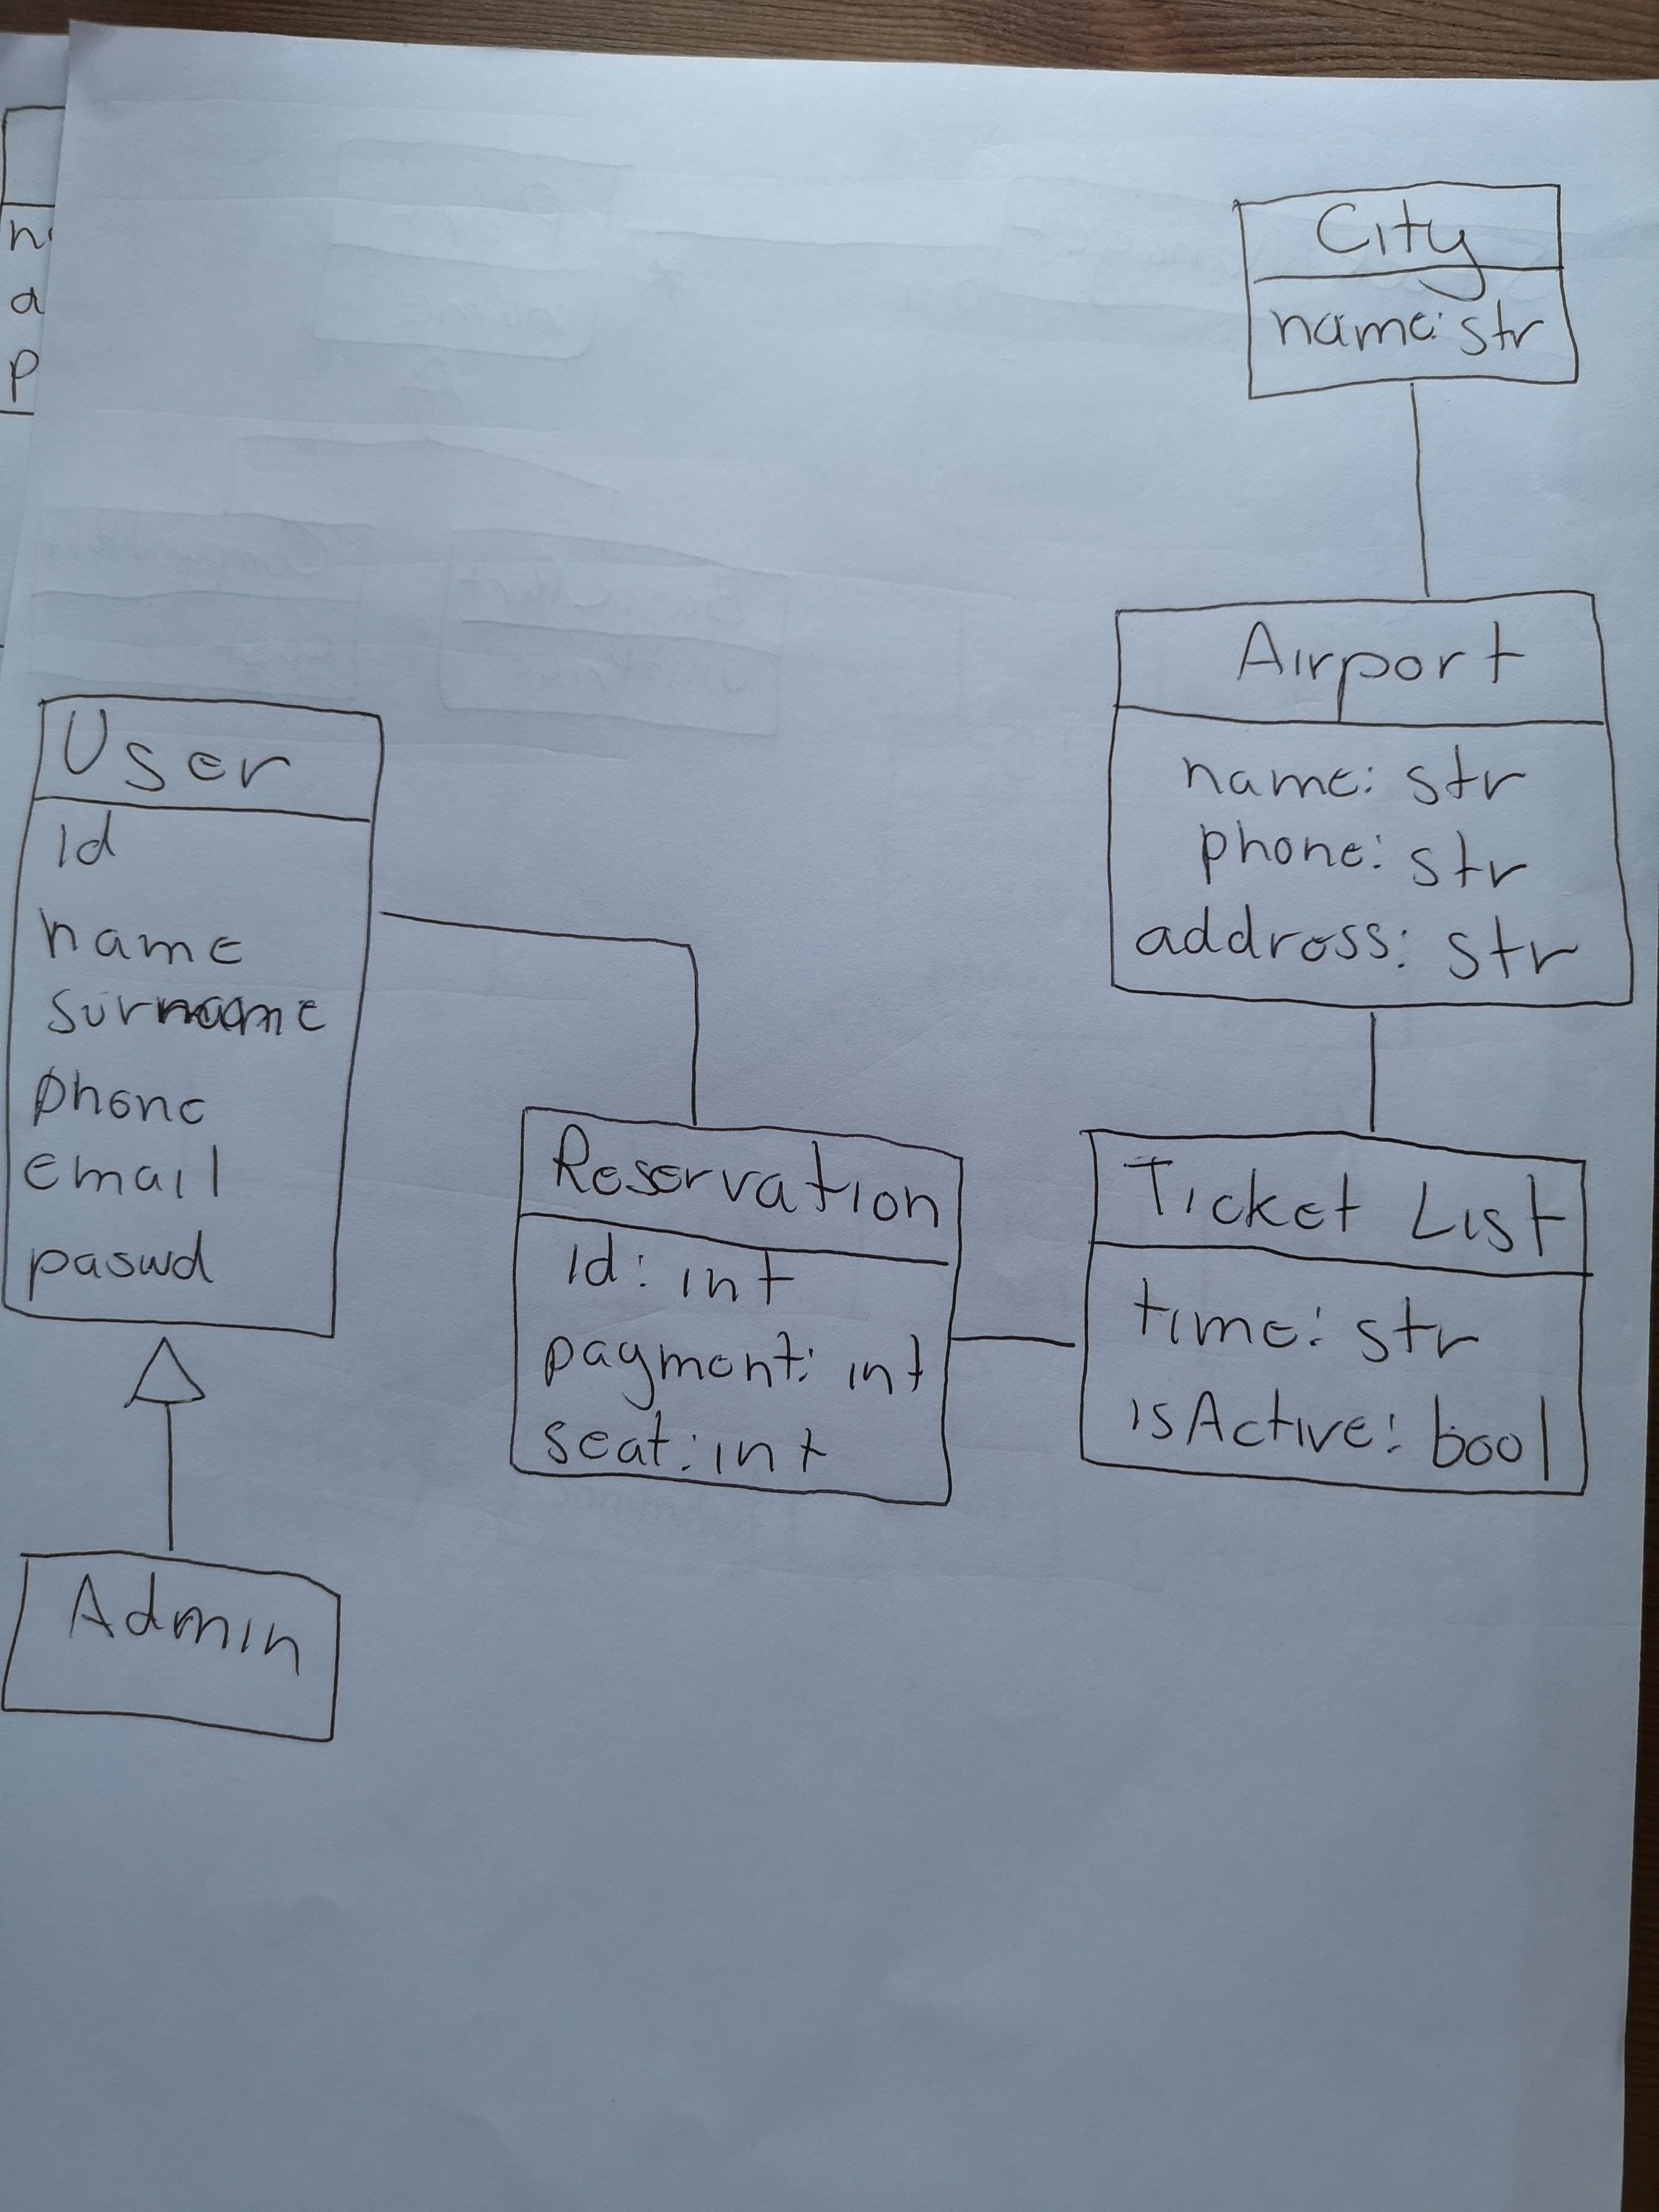 City
name: str
Airport
name: str
phone: str
address: str
User
id
name
surname
phone
email
paswd
Reservation
id: int
payment: int
seat: int
Ticket List
time: str
isActive: bool
Admin